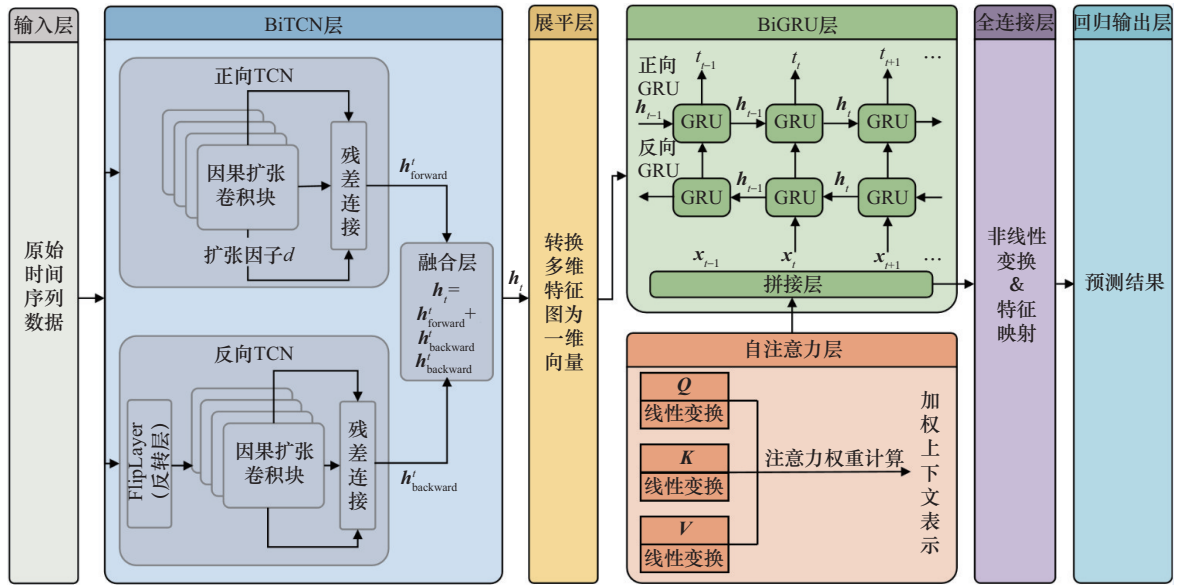 输入层
原始
时间
序列
数据
BiTCN层
正向TCN
因果扩张
卷积块
扩张因子d
残差连接
h^t_forward
融合层
h_t=
h^t_forward+
h^t_backward
h^t_backward
h_t
反向TCN
FlipLayer
(反转层)
因果扩张
卷积块
残差连接
h^t_backward
展平层
转换
多维
特征
图为
一维
向量
BiGRU层
正向
GRU
t_{t-1} t_t t_{t+1} …
h_{t-1} GRU h_{t-1} GRU h_t GRU
反向
GRU
GRU h_{t-1} GRU h_t GRU
x_{t-1} x_t x_{t+1} …
拼接层
自注意力层
Q
线性变换
K
线性变换
V
线性变换
注意力权重计算
加权上下文表示
全连接层
非线性
变换
&
特征
映射
回归输出层
预测结果